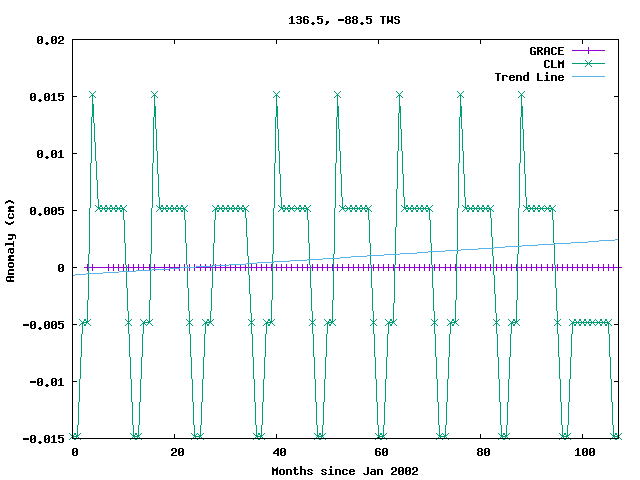 136.5, -88.5 TWS
0.02
0.015
0.01
0.005
0
-0.005
-0.01
-0.015
Anomaly (cm)
GRACE
CLM
Trend Line
0 20 40 60 80 100
Months since Jan 2002